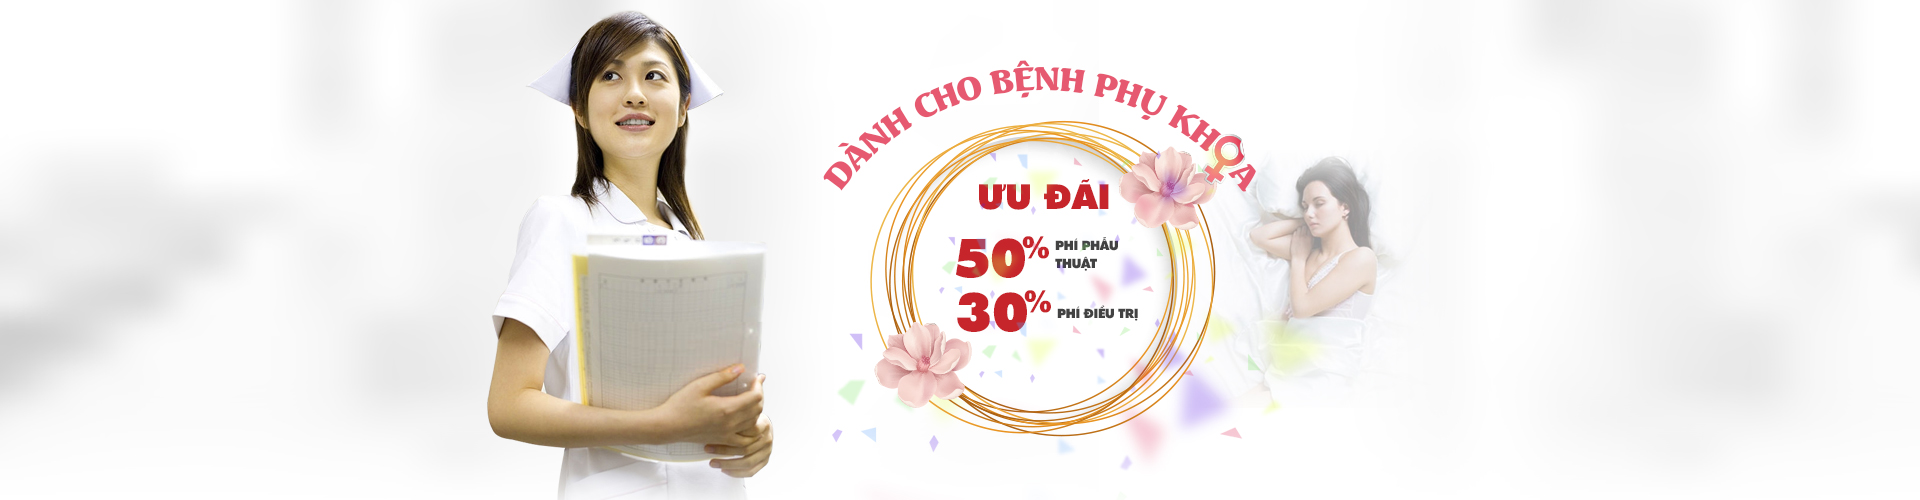 DÀNH CHO BỆNH PHỤ KHOA
ƯU ĐÃI
50% PHÍ PHẪU
THUẬT
30% PHÍ ĐIỀU TRỊ